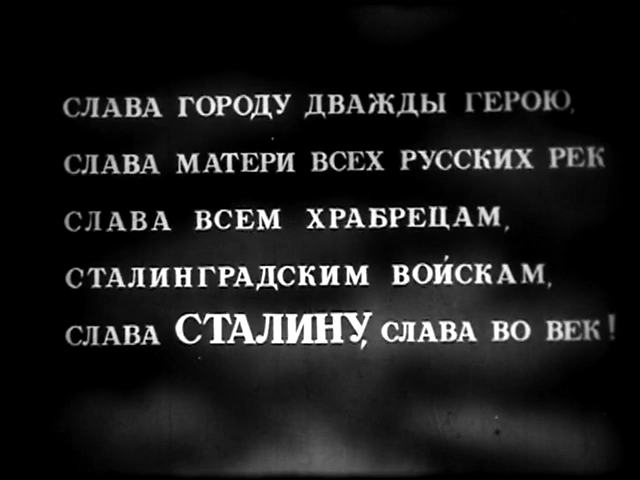 СЛАВА ГОРОДУ ДВАЖДЫ ГЕРОЮ,
СЛАВА МАТЕРИ ВСЕХ РУССКИХ РЕК
СЛАВА ВСЕМ ХРАБРЕЦАМ,
СТАЛИНГРАДСКИМ ВОЙСКАМ,
СЛАВА СТАЛИНУ, СЛАВА ВО ВЕК!